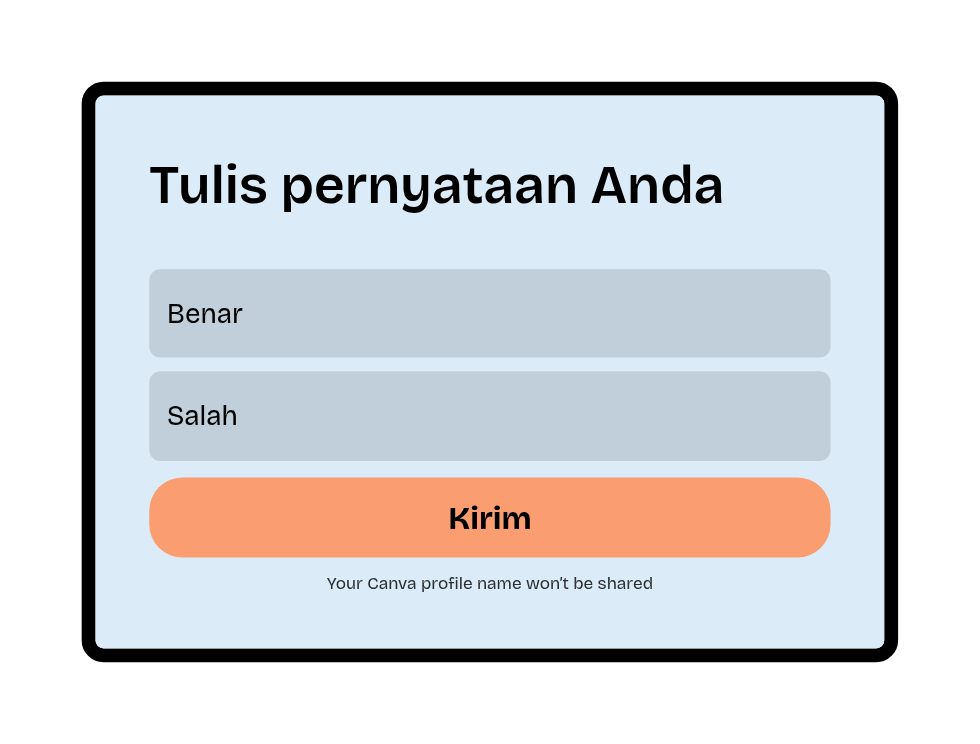 Tulis pernyataan Anda
Benar
Salah
Kirim
Your Canva profile name won't be shared